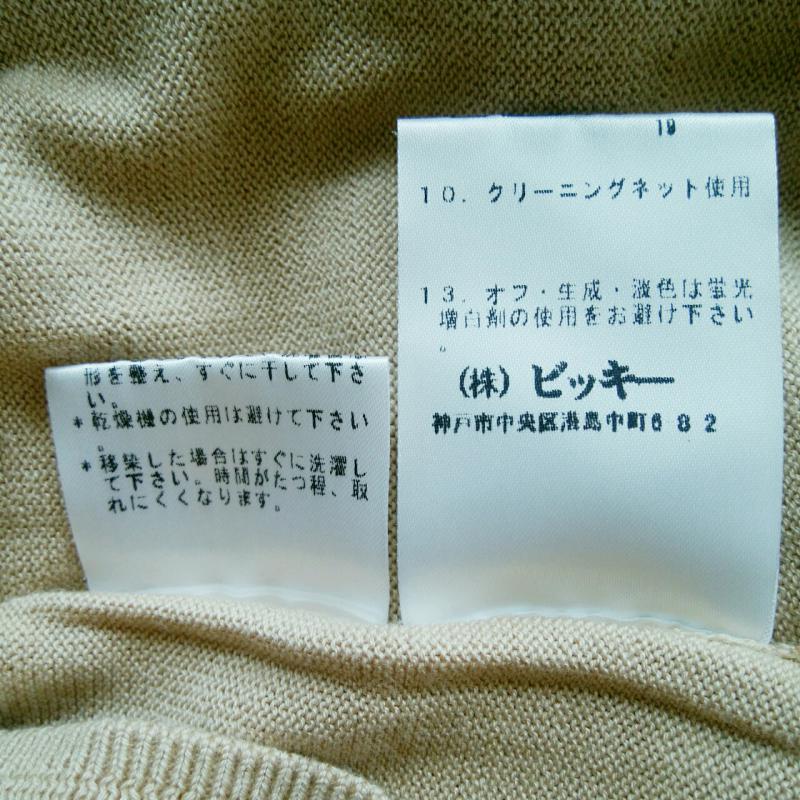 形を整え、すぐに干して下さ
い。
*乾燥機の使用は避けて下さい
。
*移染した場合はすぐに洗濯し
て下さい。時間がたつ程、取
れにくくなります。
19
10. クリーニングネット使用
13. オフ・生成・淡色は蛍光
増白剤の使用をお避け下さい
。
(株) ビッキー
神戸市中央区港島中町682